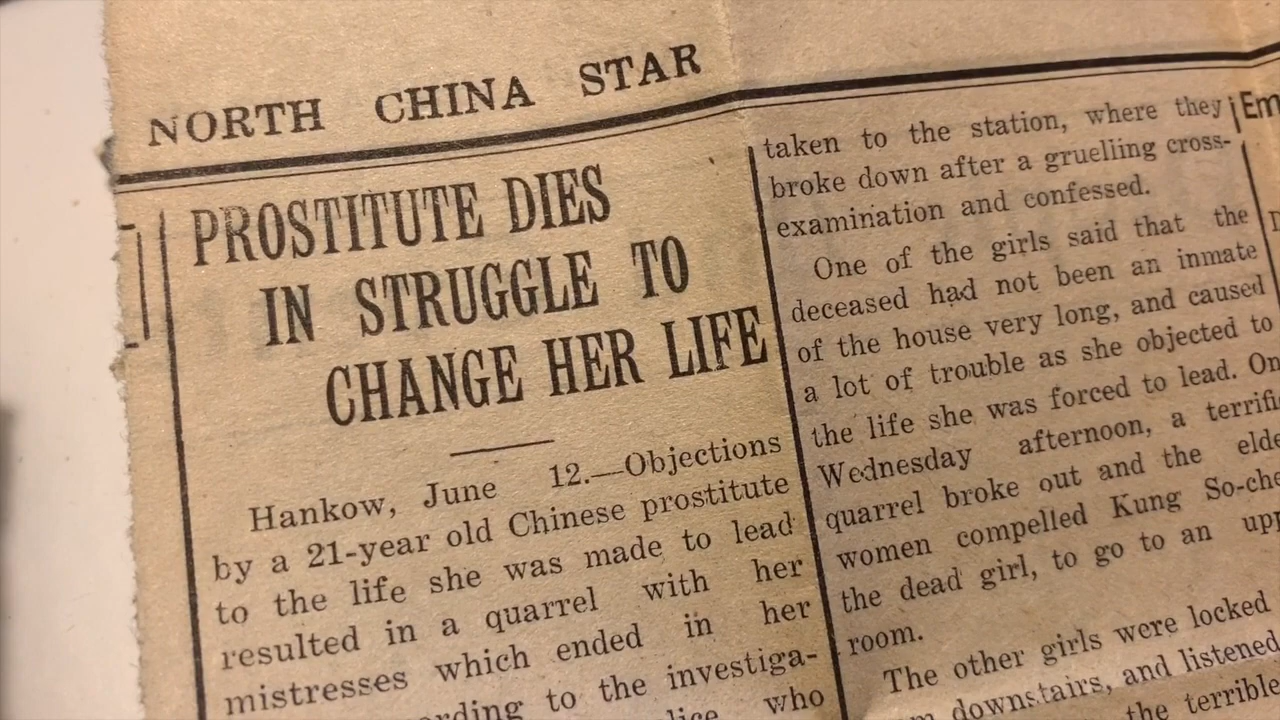 NORTH CHINA STAR
PROSTITUTE DIES
IN STRUGGLE TO
CHANGE HER LIFE
Hankow, June 12.—Objections
by a 21-year old Chinese prostitute
to the life she was made to lead
resulted in a quarrel with her
mistresses which ended in her
to the investiga-
who
taken to the station, where they
broke down after a gruelling cross-
examination and confessed.
One of the girls said that the
deceased had not been an inmate
of the house very long, and caused
a lot of trouble as she objected to
the life she was forced to lead. On
Wednesday afternoon, a terrifi
quarrel broke out and the elde
women compelled Kung So-che
the dead girl, to go to an upp
room.
The other girls were locked
downstairs, and listened
the terrible
Em